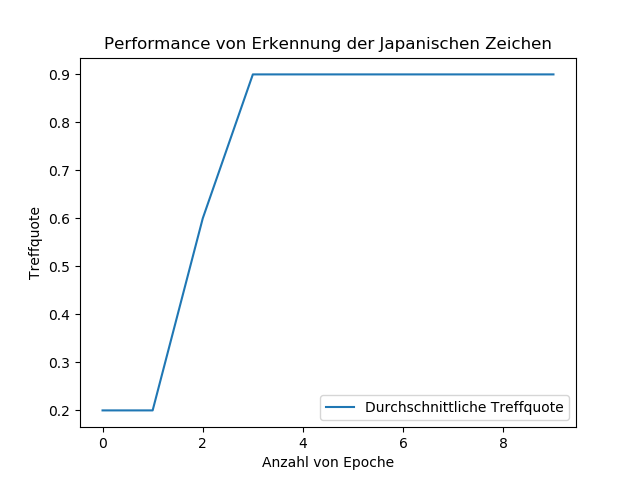 Performance von Erkennung der Japanischen Zeichen
0.9
0.8
0.7
0.6
0.5
0.4
0.3
0.2
Treffquote
Durchschnittliche Treffquote
0 2 4 6 8
Anzahl von Epoche